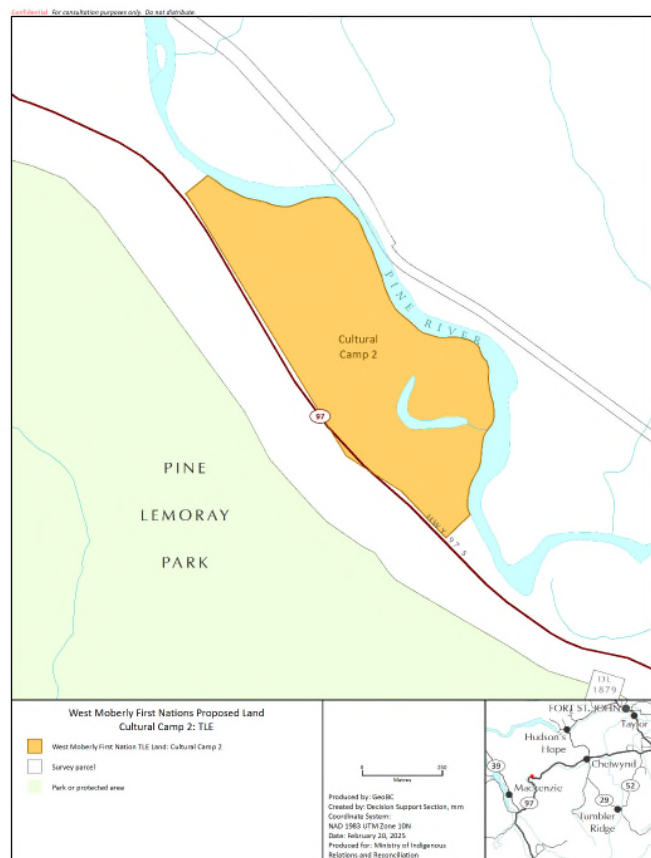 Confidential For consultation purposes only. Do not distribute.
PINE RIVER
Cultural
Camp 2
97
PINE
LEMORAY
PARK
HWY 97 S
DL
1879
West Moberly First Nations Proposed Land
Cultural Camp 2: TLE
West Moberly First Nation TLE Land: Cultural Camp 2
Survey parcel
Park or protected area
0 250
Metres
Produced by: GeoBC
Created by: Decision Support Section, mm
Coordinate System:
NAD 1983 UTM Zone 10N
Date: February 20, 2025
Produced for: Ministry of Indigenous
Relations and Reconciliation
FORT ST. JOHN
Taylor
Hudson's
Hope
Chetwynd
39
Mackenzie
97
29
52
Tumbler
Ridge